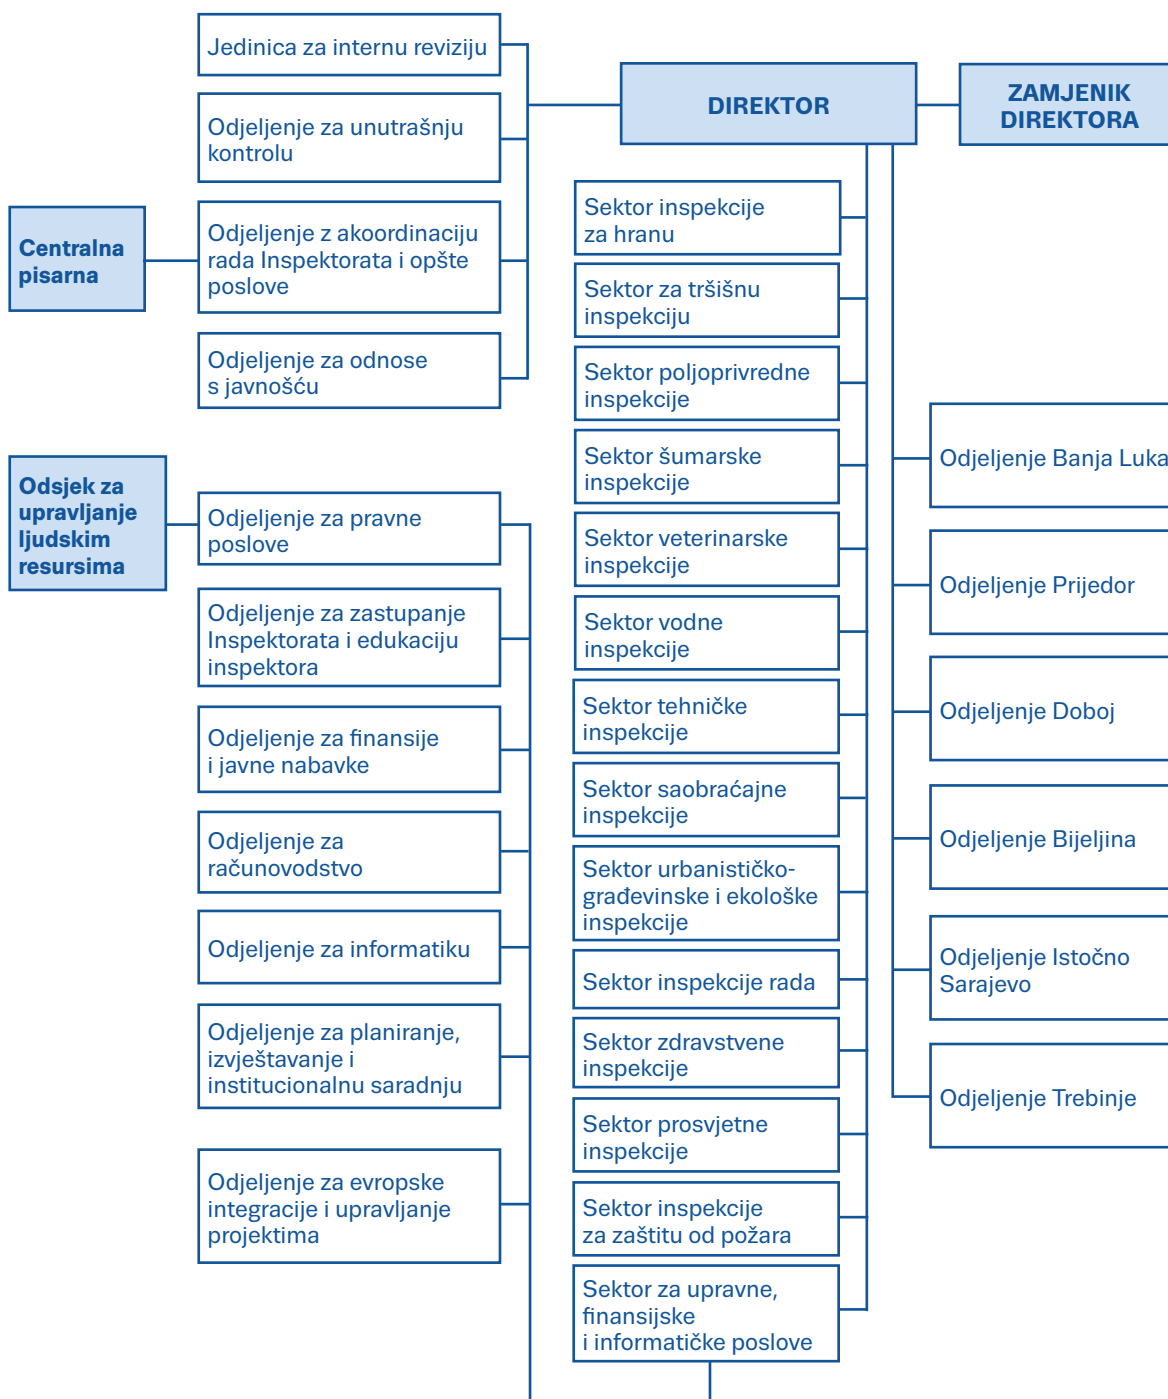 Jedinica za internu reviziju
Odjeljenje za unutrašnju
kontrolu
Centralna
pisarna
Odjeljenje z akoordinaciju
rada Inspektorata i opšte
poslove
Odjeljenje za odnose
s javnošću
Odsjek za
upravljanje
ljudskim
resursima
Odjeljenje za pravne
poslove
Odjeljenje za zastupanje
Inspektorata i edukaciju
inspektora
Odjeljenje za finansije
i javne nabavke
Odjeljenje za
računovodstvo
Odjeljenje za informatiku
Odjeljenje za planiranje,
izvještavanje i
institucionalnu saradnju
Odjeljenje za evropske
integracije i upravljanje
projektima
DIREKTOR
ZAMJENIK
DIREKTORA
Sektor inspekcije
za hranu
Sektor za tršišnu
inspekciju
Sektor poljoprivredne
inspekcije
Sektor šumarske
inspekcije
Sektor veterinarske
inspekcije
Sektor vodne
inspekcije
Sektor tehničke
inspekcije
Sektor saobraćajne
inspekcije
Sektor urbanističko-
građevinske i ekološke
inspekcije
Sektor inspekcije rada
Sektor zdravstvene
inspekcije
Sektor prosvjetne
inspekcije
Sektor inspekcije
za zaštitu od požara
Sektor za upravne,
finansijske
i informatičke poslove
Odjeljenje Banja Luka
Odjeljenje Prijedor
Odjeljenje Doboj
Odjeljenje Bijeljina
Odjeljenje Istočno
Sarajevo
Odjeljenje Trebinje